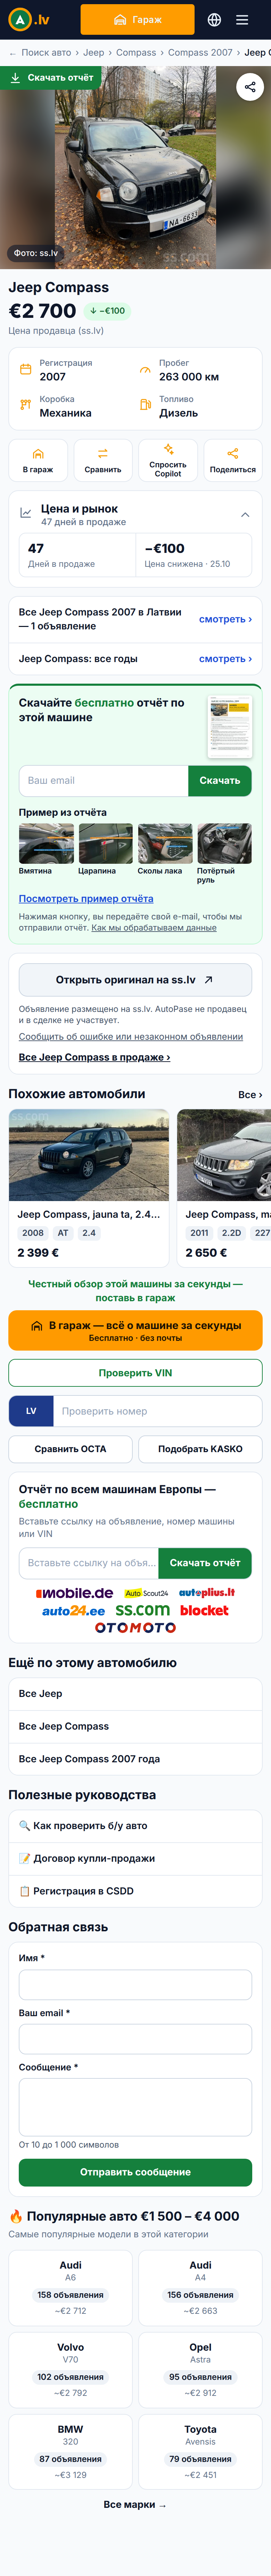 A .lv
Гараж
← Поиск авто › Jeep › Compass › Compass 2007 › Jeep C
Скачать отчёт
NA-6633
Фото: ss.lv
ss.com
Jeep Compass
€2 700 ↓ −€100
Цена продавца (ss.lv)
Регистрация
2007
Пробег
263 000 км
Коробка
Механика
Топливо
Дизель
В гараж
Сравнить
Спросить Copilot
Поделиться
Цена и рынок
47 дней в продаже
47
Дней в продаже
−€100
Цена снижена · 25.10
Все Jeep Compass 2007 в Латвии
— 1 объявление
смотреть ›
Jeep Compass: все годы
смотреть ›
Скачайте бесплатно отчёт по
этой машине
Ваш email
Скачать
Пример из отчёта
Вмятина
Царапина
Сколы лака
Потёртый руль
Посмотреть пример отчёта
Нажимая кнопку, вы передаёте свой e-mail, чтобы мы
отправили отчёт. Как мы обрабатываем данные
Открыть оригинал на ss.lv ↗
Объявление размещено на ss.lv. AutoPase не продавец
и в сделке не участвует.
Сообщить об ошибке или незаконном объявлении
Все Jeep Compass в продаже ›
Похожие автомобили
Все ›
ss.com
Jeep Compass, jauna ta, 2.4...
2008 AT 2.4
2 399 €
Jeep Compass, ma
2011 2.2D 227
2 650 €
Честный обзор этой машины за секунды —
поставь в гараж
В гараж — всё о машине за секунды
Бесплатно · без почты
Проверить VIN
LV
Проверить номер
Сравнить ОСТА
Подобрать KASKO
Отчёт по всем машинам Европы —
бесплатно
Вставьте ссылку на объявление, номер машины
или VIN
Вставьте ссылку на объя...
Скачать отчёт
mobile.de
AutoScout24
autoplius.lt
auto24.ee
ss.com
blocket
OTOMOTO
Ещё по этому автомобилю
Все Jeep
Все Jeep Compass
Все Jeep Compass 2007 года
Полезные руководства
🔍 Как проверить б/у авто
📝 Договор купли-продажи
📋 Регистрация в CSDD
Обратная связь
Имя *
Ваш email *
Сообщение *
От 10 до 1 000 символов
Отправить сообщение
🔥 Популярные авто €1 500 – €4 000
Самые популярные модели в этой категории
Audi
A6
158 объявления
~€2 712
Audi
A4
156 объявления
~€2 663
Volvo
V70
102 объявления
~€2 792
Opel
Astra
95 объявления
~€2 912
BMW
320
87 объявления
~€3 129
Toyota
Avensis
79 объявления
~€2 451
Все марки →